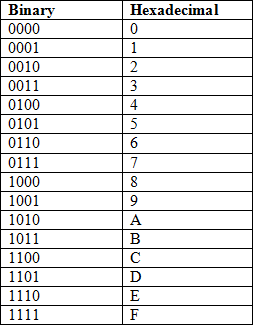 Binary Hexadecimal
0000 0
0001 1
0010 2
0011 3
0100 4
0101 5
0110 6
0111 7
1000 8
1001 9
1010 A
1011 B
1100 C
1101 D
1110 E
1111 F